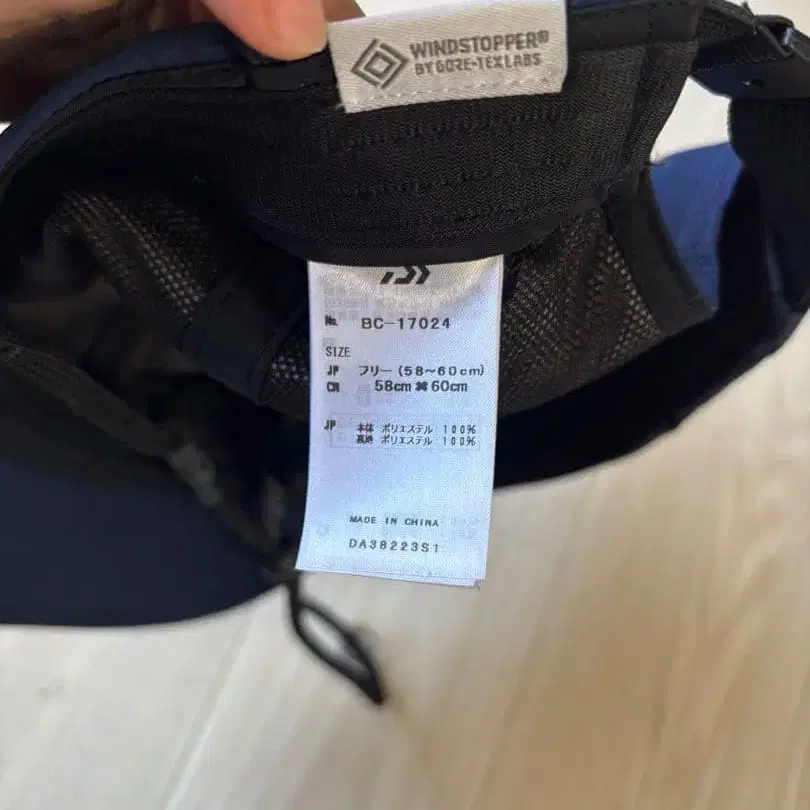 WINDSTOPPER®
BY GORE-TEX LABS
No. BC-17024
SIZE
JP フリー(58~60cm)
CN 58cm✖60cm
JP 本体 ポリエステル 100%
裏地 ポリエステル 100%
MADE IN CHINA
DA38223S1